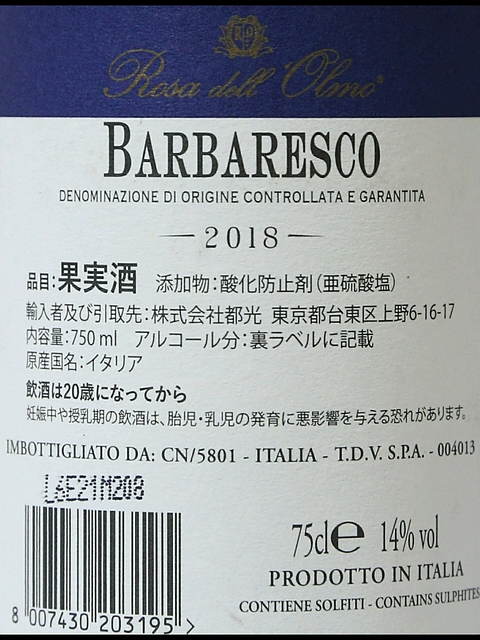 Rosa dell'Olmo
BARBARESCO
DENOMINAZIONE DI ORIGINE CONTROLLATA E GARANTITA
2018
品目:果実酒 添加物:酸化防止剤(亜硫酸塩)
輸入者及び引取先:株式会社都光 東京都台東区上野6-16-17
内容量:750 ml アルコール分:裏ラベルに記載
原産国名:イタリア
飲酒は20歳になってから
妊娠中や授乳期の飲酒は、胎児・乳児の発育に悪影響を与える恐れがあります。
IMBOTTIGLIATO DA: CN/5801 - ITALIA - T.D.V. S.P.A. - 004013
L6E21M208
75cl e 14% vol
PRODOTTO IN ITALIA
CONTIENE SOLFITI - CONTAINS SULPHITES
8 007430 203195 >